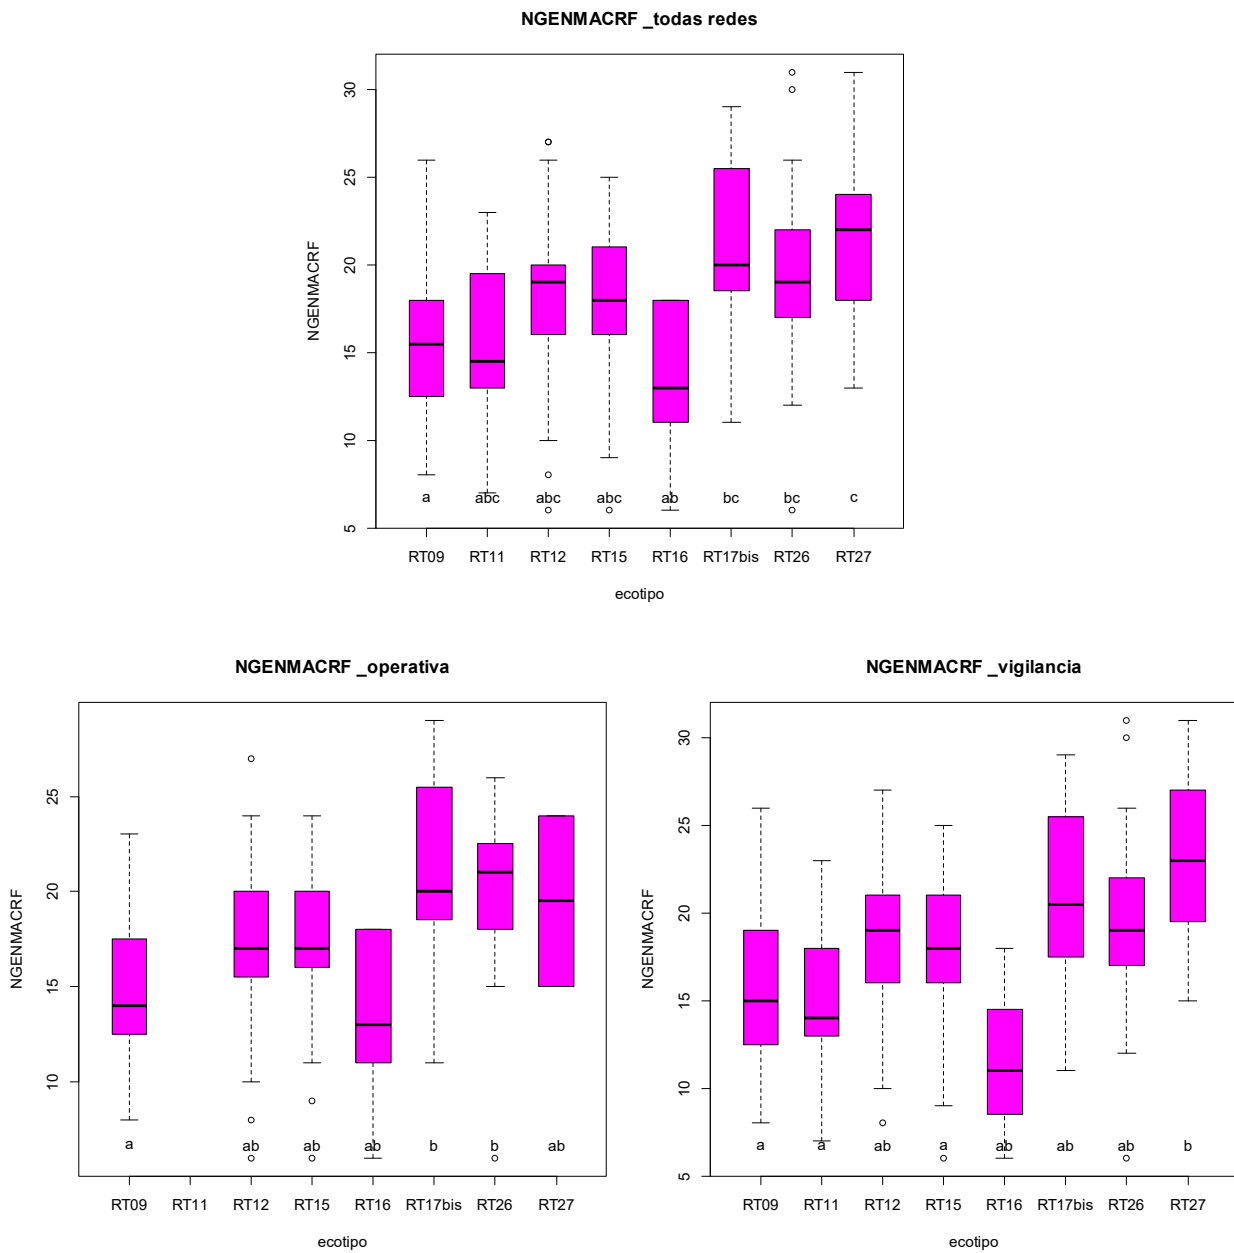 NGENMACRF _todas redes
NGENMACRF
30
25
20
15
10
5
a abc abc abc ab bc bc c
RT09 RT11 RT12 RT15 RT16 RT17bis RT26 RT27
ecotipo
NGENMACRF _operativa
NGENMACRF
25
20
15
10
a ab ab ab b b ab
RT09 RT11 RT12 RT15 RT16 RT17bis RT26 RT27
ecotipo
NGENMACRF _vigilancia
NGENMACRF
30
25
20
15
10
5
a a ab a ab ab ab b
RT09 RT11 RT12 RT15 RT16 RT17bis RT26 RT27
ecotipo